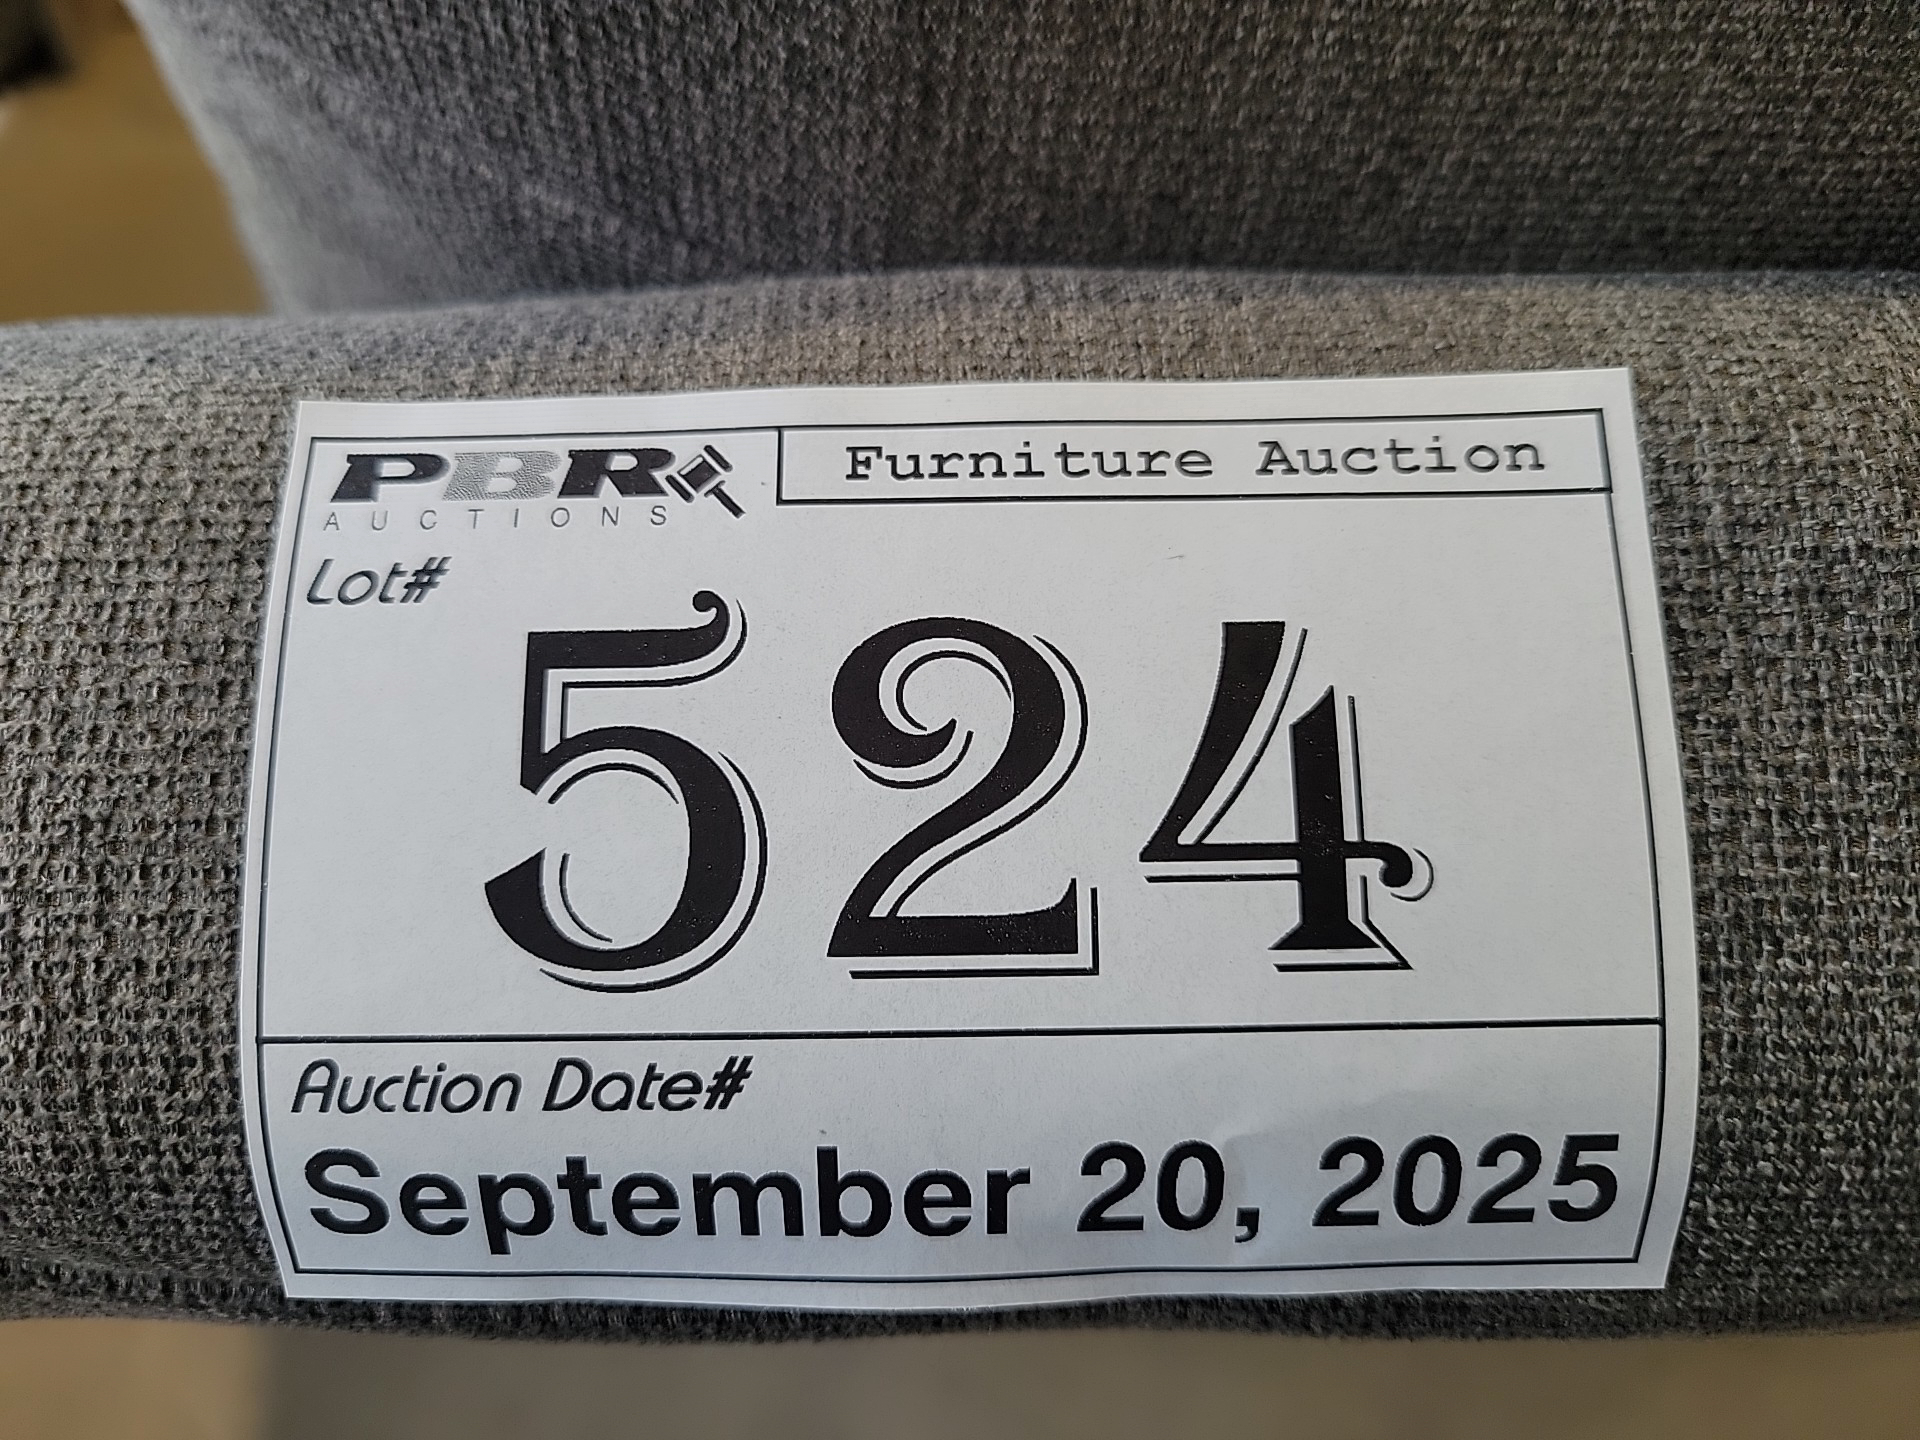 PBR
AUCTIONS
Furniture Auction
Lot#
524
Auction Date#
September 20, 2025